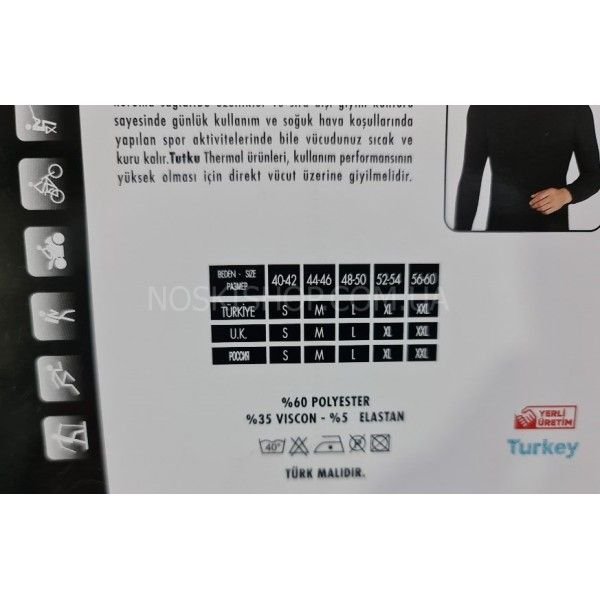 sayesinde günlük kullanım ve soğuk hava koşullarında
yapılan spor aktivitelerinde bile vücudunuz sıcak ve
kuru kalır.Tutku Thermal ürünleri, kullanım performansının
yüksek olması için direkt vücut üzerine giyilmelidir.
BEDEN - SIZE РАЗМЕР 40-42 44-46 48-50 52-54 56-60
TÜRKİYE S M L XL XXL
U.K. S M L XL XXL
РОССИЯ S M L XL XXL
NOSKISHOP.COM.UA
%60 POLYESTER
%35 VISCON - %5 ELASTAN
40°
TÜRK MALIDIR.
YERLİ
ÜRETİM
Turkey